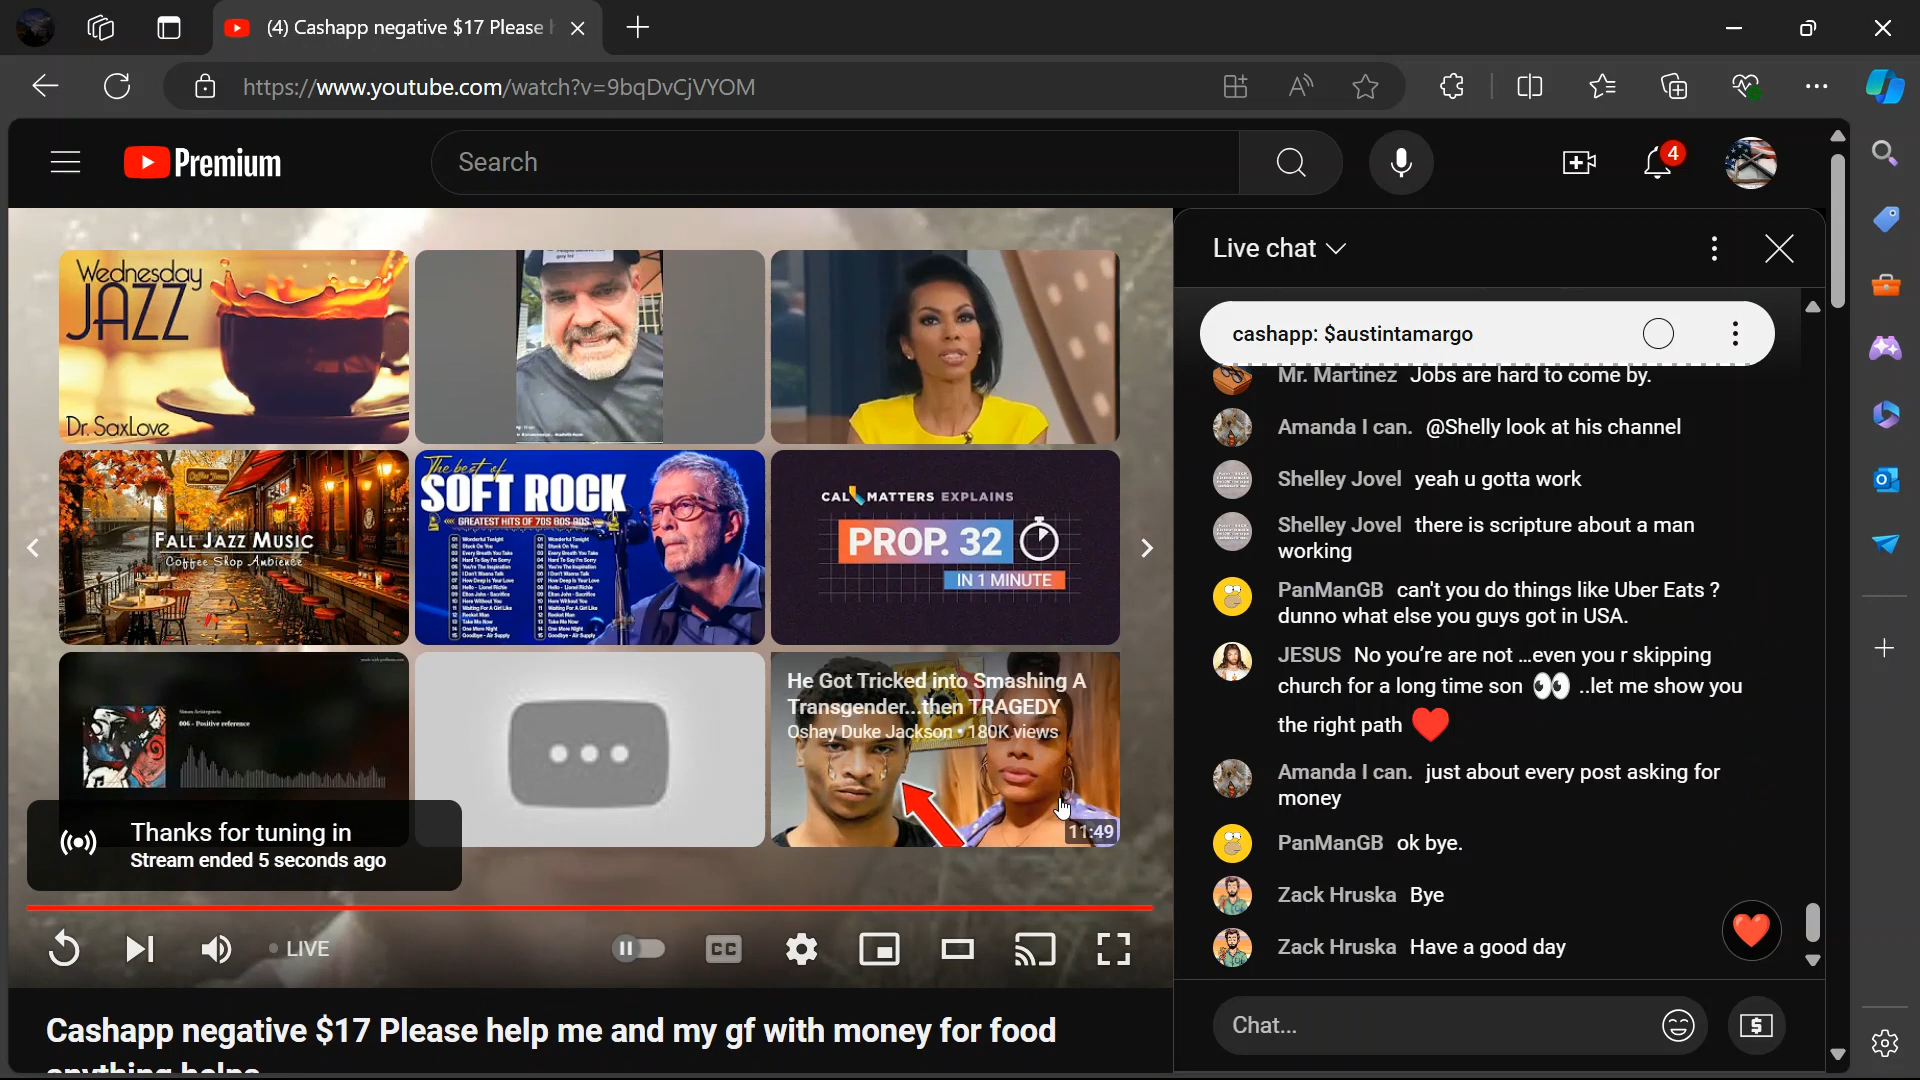 (4) Cashapp negative $17 Please
https://www.youtube.com/watch?v=9bqDvCjVYOM
Premium
Search
4
Wednesday
JAZZ
Dr. SaxLove
Coffee Shop
FALL JAZZ MUSIC
Coffee Shop Ambience
The best of
SOFT ROCK
GREATEST HITS OF 70S 80S 90S
CALMATTERS EXPLAINS
PROP. 32
IN 1 MINUTE
006 - Positive reference
He Got Tricked into Smashing A
Transgender...then TRAGEDY
Oshay Duke Jackson • 180K views
11:49
Thanks for tuning in
Stream ended 5 seconds ago
LIVE
CC
Cashapp negative $17 Please help me and my gf with money for food
anything helps
Live chat
cashapp: $austintamargo
Mr. Martinez Jobs are hard to come by.
Amanda I can. @Shelly look at his channel
Shelley Jovel yeah u gotta work
Shelley Jovel there is scripture about a man
working
PanManGB can't you do things like Uber Eats ?
dunno what else you guys got in USA.
JESUS No you’re are not ...even you r skipping
church for a long time son 👀 ..let me show you
the right path ❤️
Amanda I can. just about every post asking for
money
PanManGB ok bye.
Zack Hruska Bye
Zack Hruska Have a good day
Chat...